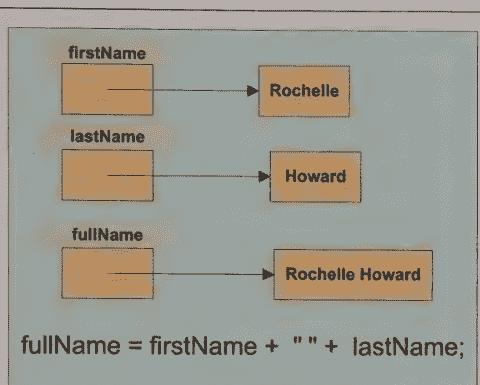 firstName
Rochelle
lastName
Howard
fullName
Rochelle Howard
fullName = firstName + " " + lastName;